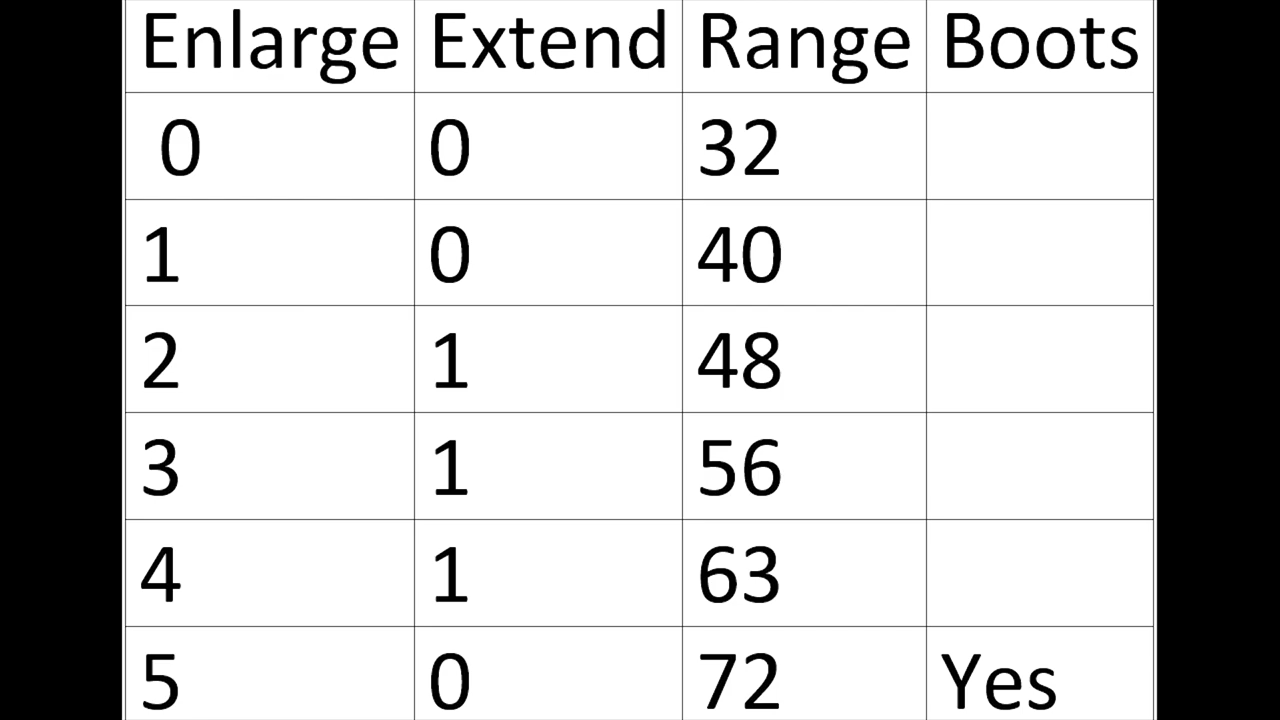 Enlarge Extend Range Boots
0 0 32
1 0 40
2 1 48
3 1 56
4 1 63
5 0 72 Yes